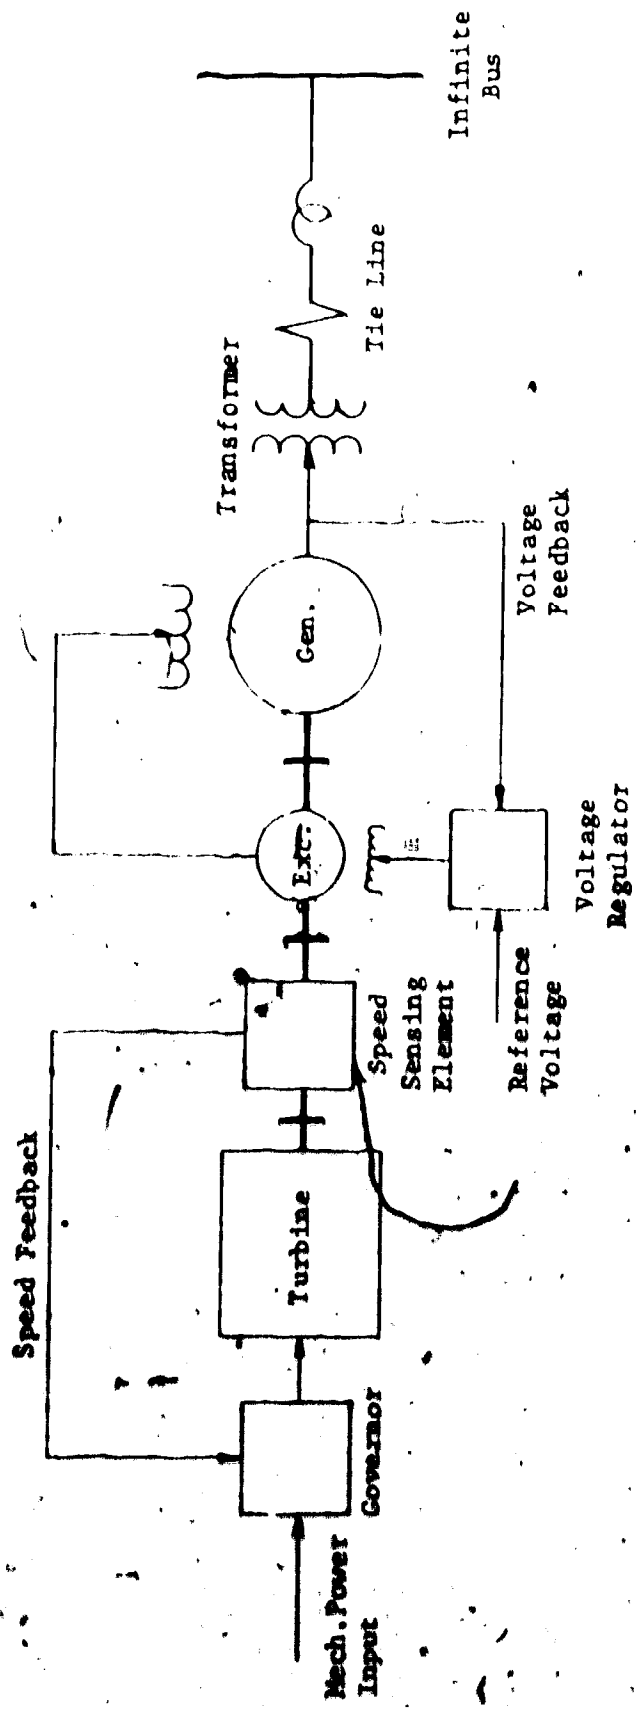 Speed Feedback
Mech.Power
Input
Governor
Turbine
Speed
Sensing
Element
Exc.
Gen.
Reference
Voltage
Voltage
Regulator
Voltage
Feedback
Transformer
Tie Line
Infinite
Bus